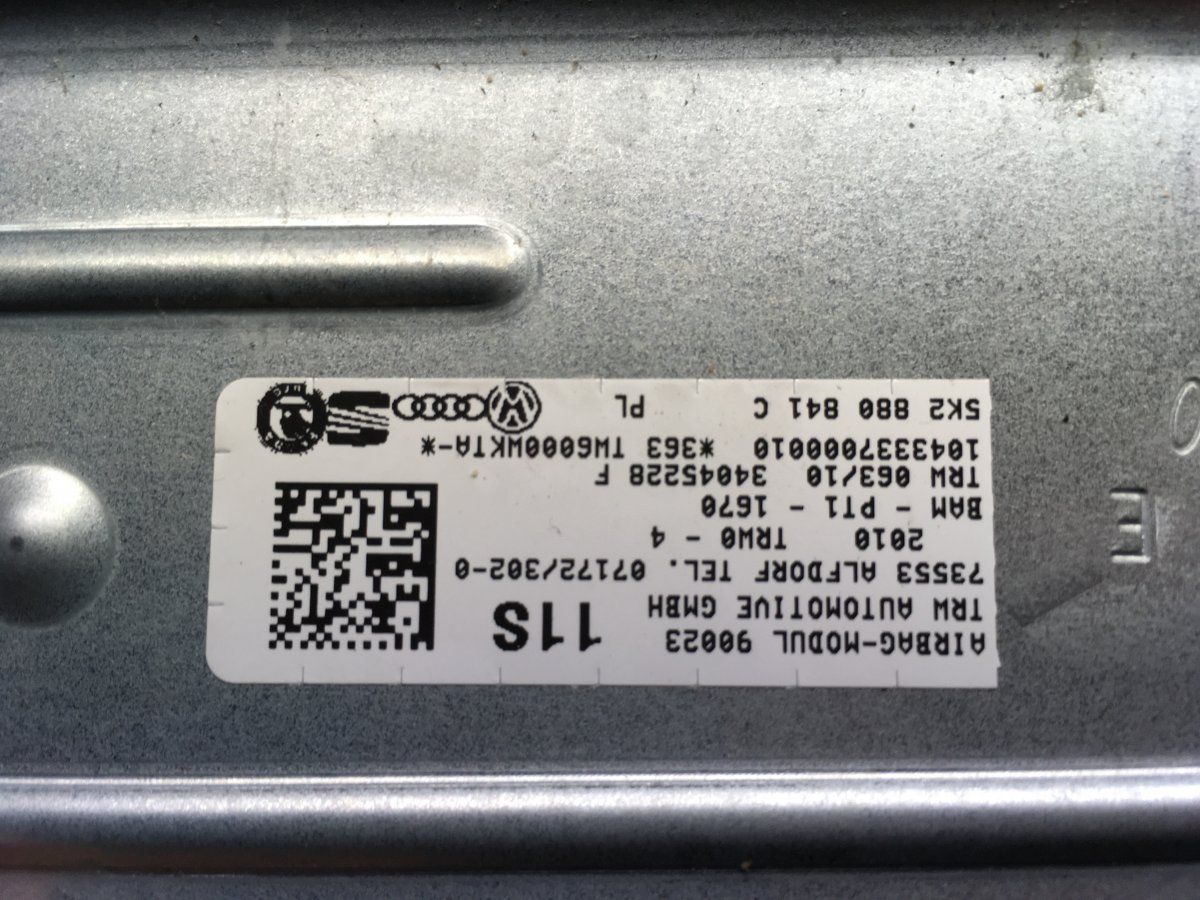 AIRBAG-MODUL 90023
TRW AUTOMOTIVE GMBH 11S
73553 ALFDORF TEL. 07172/302-0
2010 TRW0 - 4
BAM - PT1 - 1670
TRW 063/10 34045228 F
1043337000010 *363 TW6000WKTA-*
5K2 880 841 C PL
E